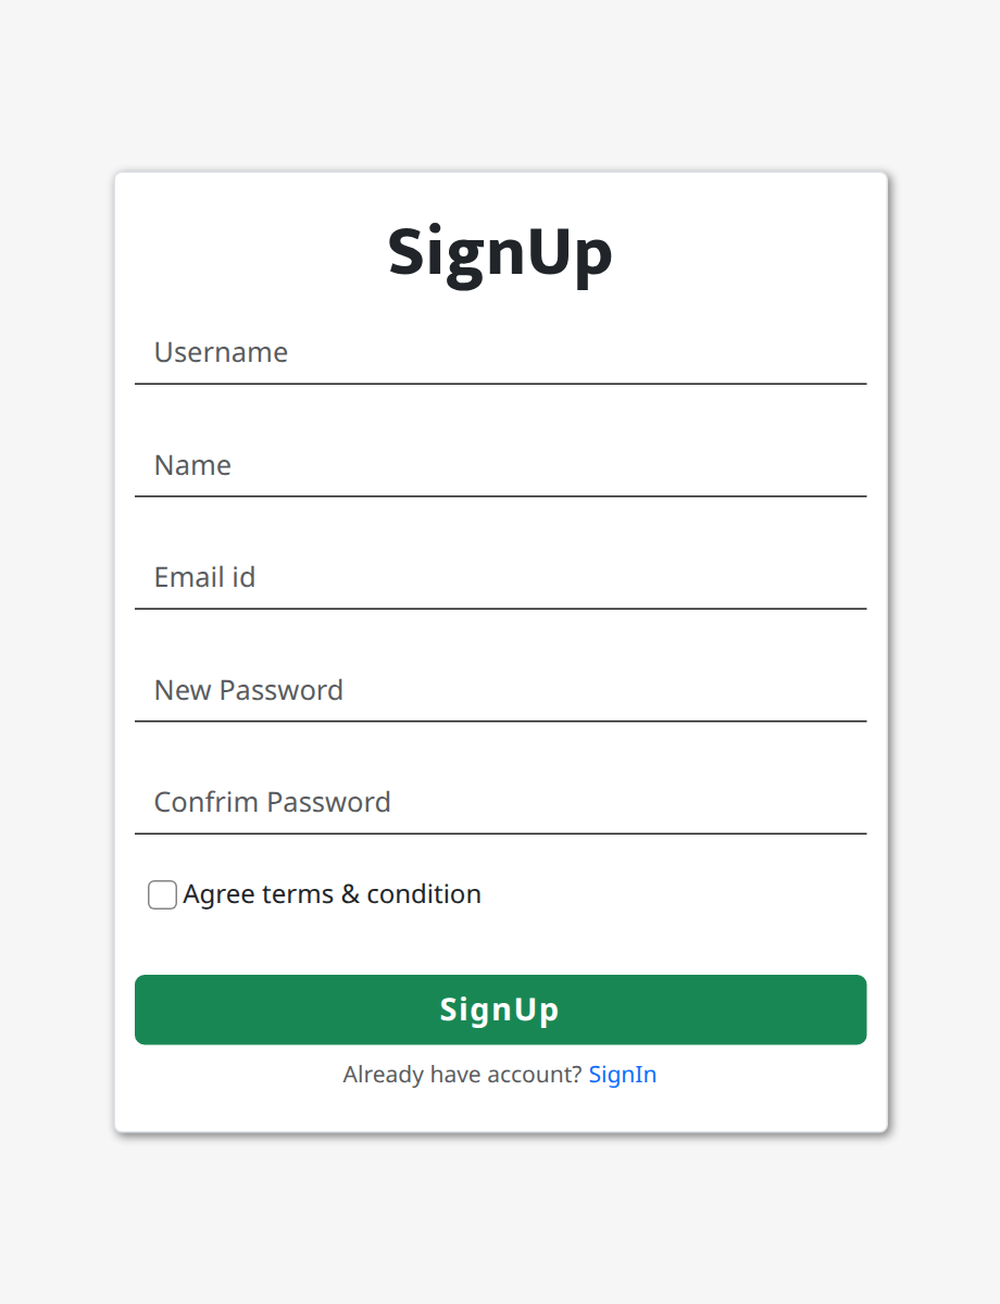 SignUp
Username
Name
Email id
New Password
Confrim Password
Agree terms & condition
SignUp
Already have account? SignIn